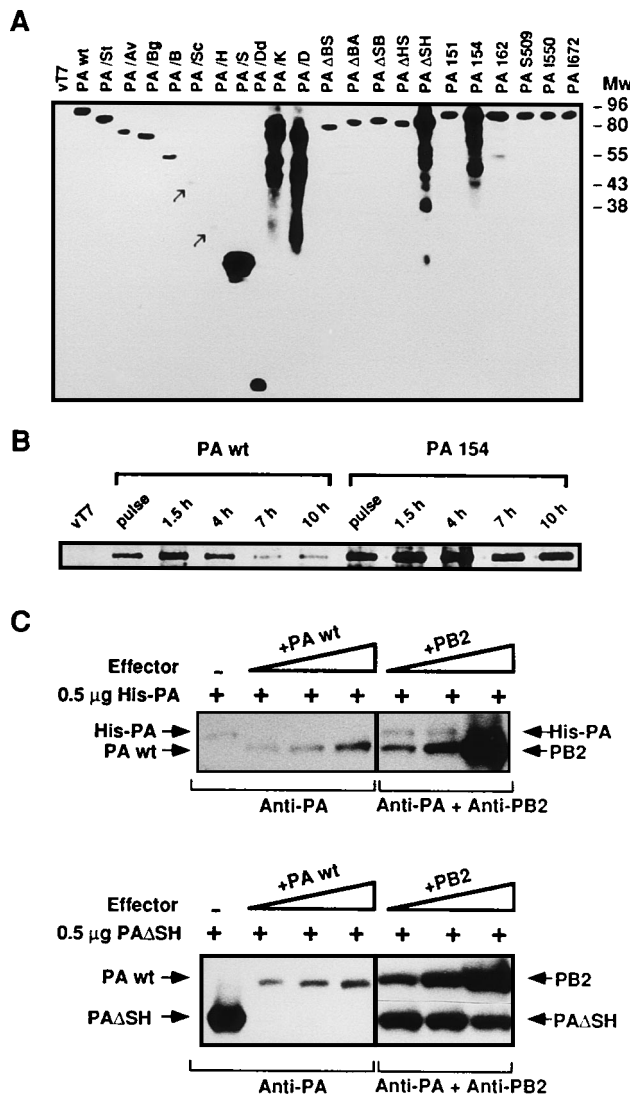 A
vT7
PA wt
PA /St
PA /Av
PA /Bg
PA /B
PA /Sc
PA /H
PA /S
PA /Dd
PA /K
PA /D
PA ΔBS
PA ΔBA
PA ΔSB
PA ΔHS
PA ΔSH
PA 151
PA 154
PA 162
PA S509
PA I550
PA I672
Mw
- 96
- 80
- 55
- 43
- 38
B
PA wt PA 154
vT7 pulse 1.5 h 4 h 7 h 10 h pulse 1.5 h 4 h 7 h 10 h
C
+PA wt +PB2
Effector -
0.5 µg His-PA + + + + + + +
His-PA His-PA
PA wt PB2
Anti-PA Anti-PA + Anti-PB2
+PA wt +PB2
Effector -
0.5 µg PAΔSH + + + + + + +
PA wt PB2
PAΔSH PAΔSH
Anti-PA Anti-PA + Anti-PB2